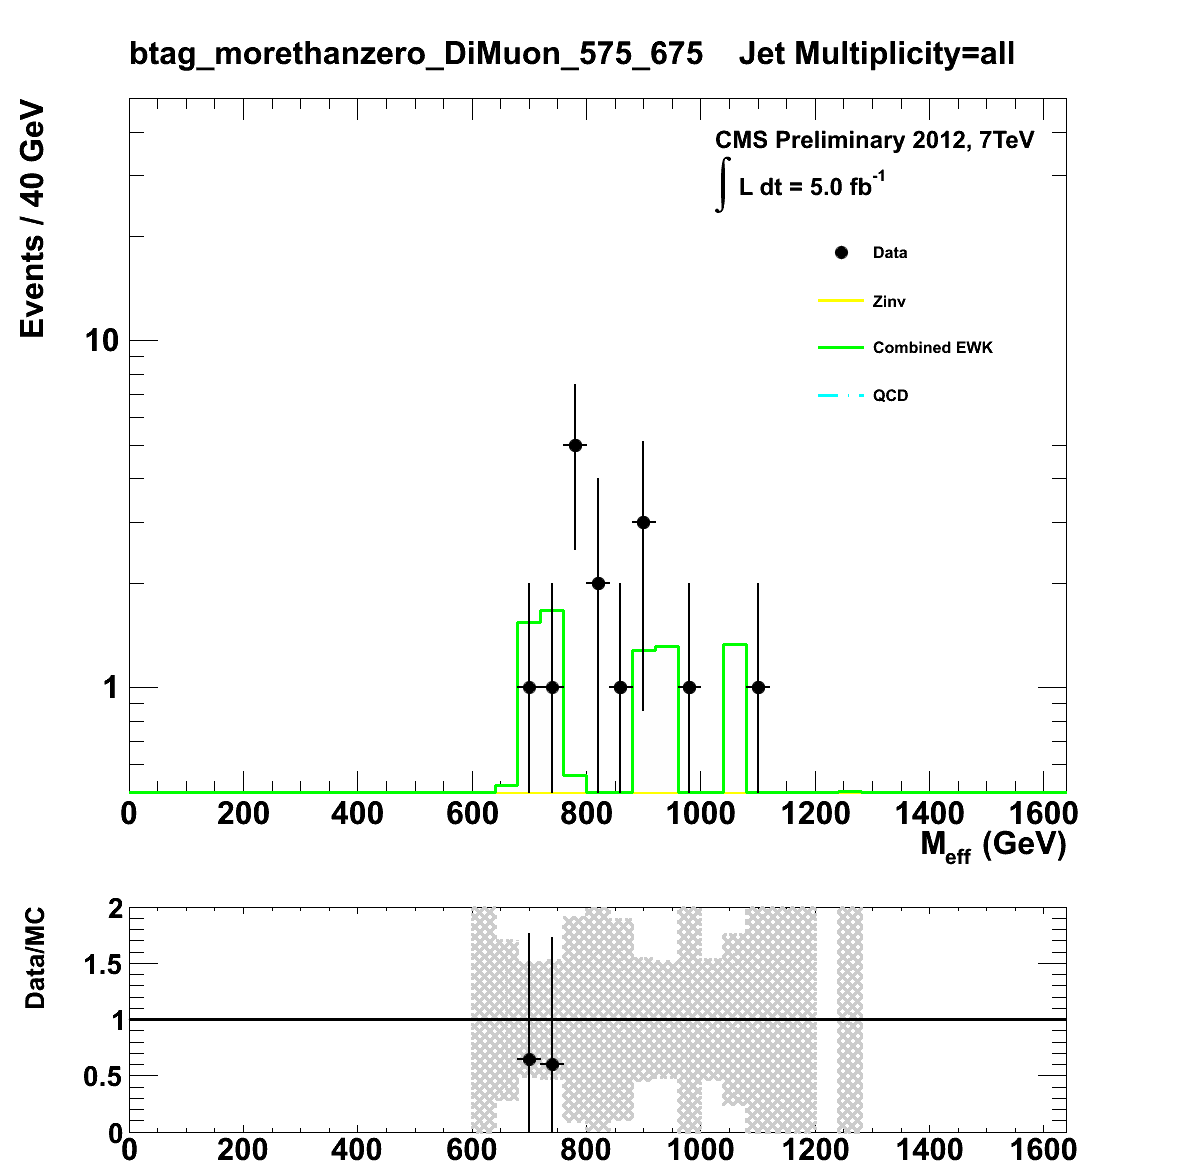 btag_morethanzero_DiMuon_575_675 Jet Multiplicity=all
Events / 40 GeV
CMS Preliminary 2012, 7TeV
∫ L dt = 5.0 fb⁻¹
Data
Zinv
Combined EWK
QCD
10
1
0 200 400 600 800 1000 1200 1400 1600
M_eff (GeV)
Data/MC
2
1.5
1
0.5
0
0 200 400 600 800 1000 1200 1400 1600